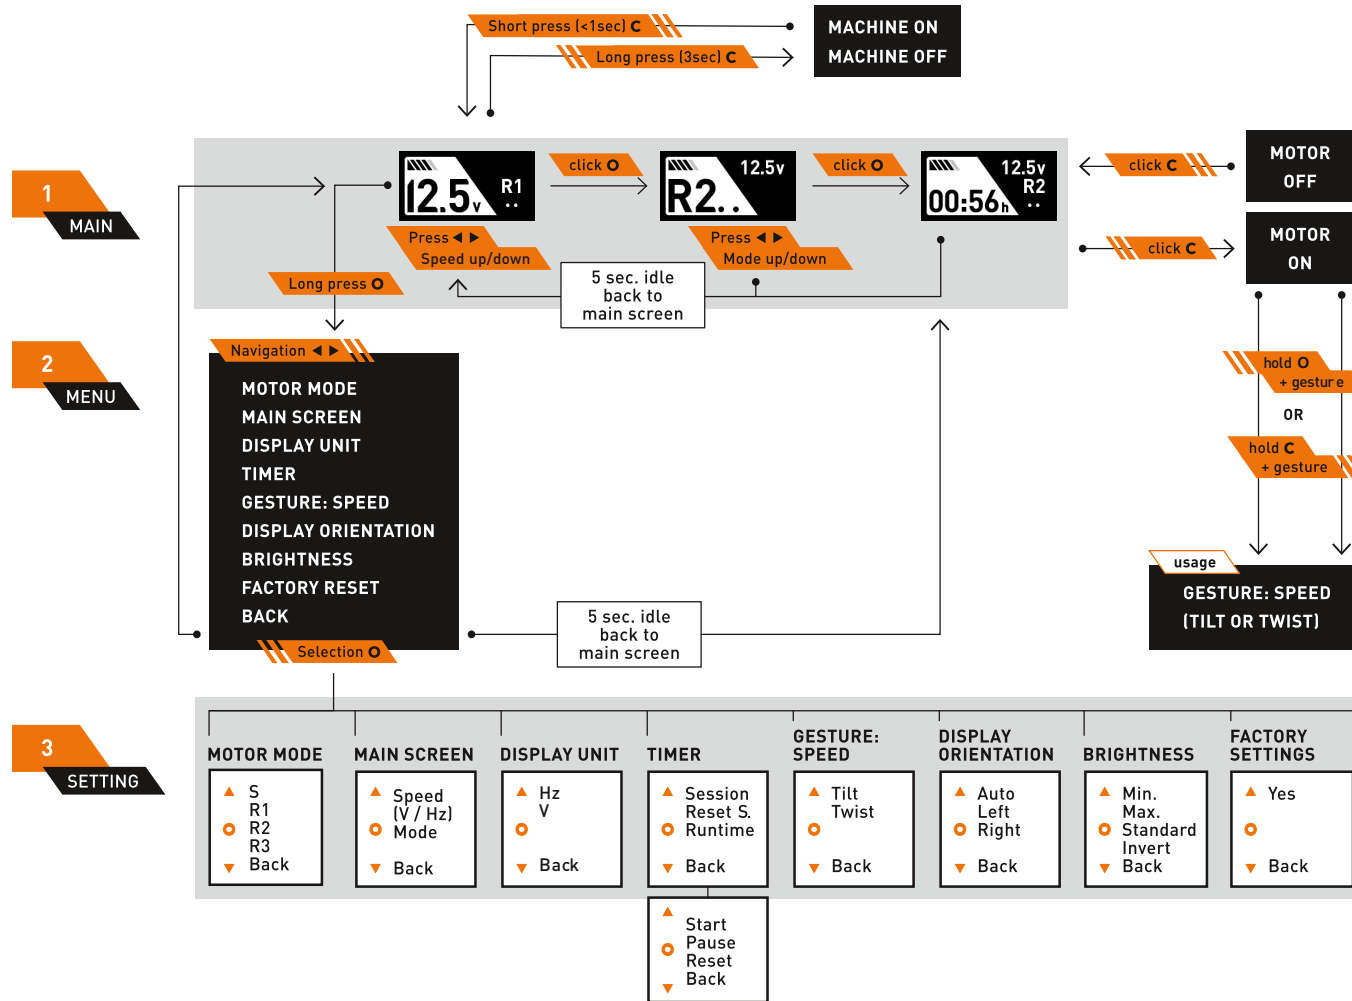 Short press (<1sec) C
MACHINE ON
Long press (3sec) C
MACHINE OFF
1
MAIN
12.5v
R1
..
click O
12.5v
R2..
click O
12.5v
R2
..
00:56h
click C
MOTOR
OFF
Press ◀ ▶
Speed up/down
Press ◀ ▶
Mode up/down
click C
MOTOR
ON
Long press O
5 sec. idle
back to
main screen
2
MENU
Navigation ◀ ▶
MOTOR MODE
MAIN SCREEN
DISPLAY UNIT
TIMER
GESTURE: SPEED
DISPLAY ORIENTATION
BRIGHTNESS
FACTORY RESET
BACK
Selection O
5 sec. idle
back to
main screen
hold O
+ gesture
OR
hold C
+ gesture
usage
GESTURE: SPEED
(TILT OR TWIST)
3
SETTING
MOTOR MODE
S
R1
R2
R3
Back
MAIN SCREEN
Speed
(V / Hz)
Mode
Back
DISPLAY UNIT
Hz
V
Back
TIMER
Session
Reset S.
Runtime
Back
Start
Pause
Reset
Back
GESTURE:
SPEED
Tilt
Twist
Back
DISPLAY
ORIENTATION
Auto
Left
Right
Back
BRIGHTNESS
Min.
Max.
Standard
Invert
Back
FACTORY
SETTINGS
Yes
Back